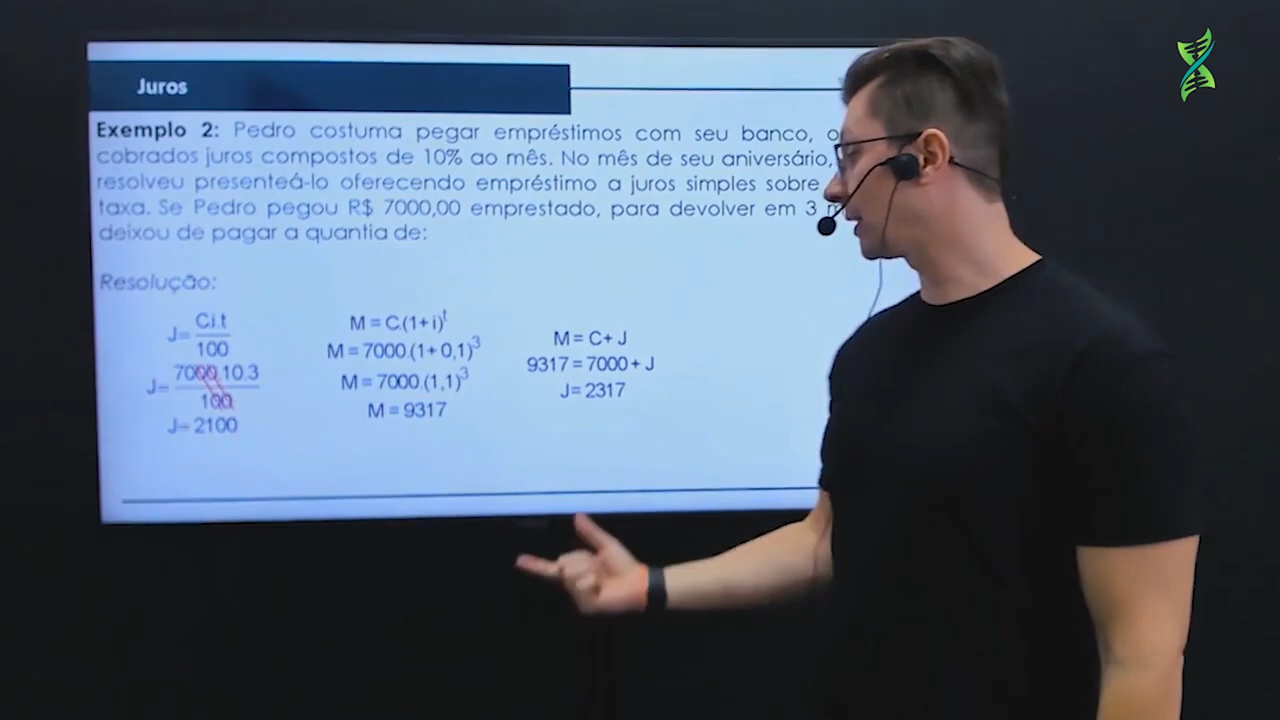 Juros
Exemplo 2: Pedro costuma pegar empréstimos com seu banco,
cobrados juros compostos de 10% ao mês. No mês de seu aniversário,
resolveu presenteá-lo oferecendo empréstimo a juros simples sobre
taxa. Se Pedro pegou R$ 7000,00 emprestado, para devolver em 3
deixou de pagar a quantia de:
Resolução:
J= C.i.t / 100
J= 7000.10.3 / 100
J= 2100
M = C.(1+ i)^t
M = 7000.(1+ 0,1)^3
M = 7000.(1,1)^3
M = 9317
M = C+ J
9317 = 7000 + J
J= 2317